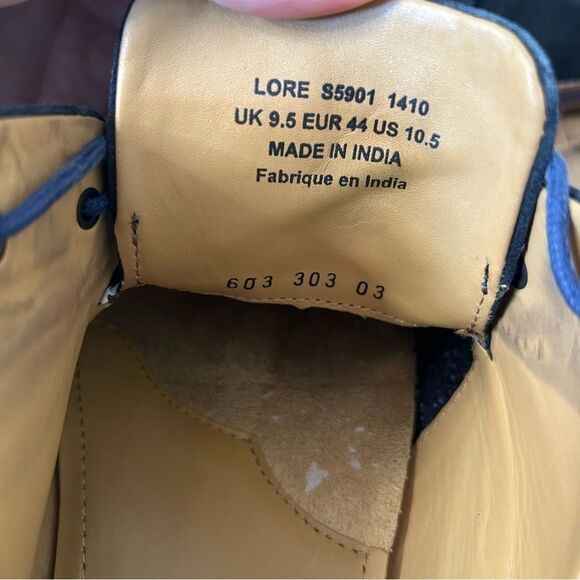 LORE S5901 1410
UK 9.5 EUR 44 US 10.5
MADE IN INDIA
Fabrique en India
603 303 03